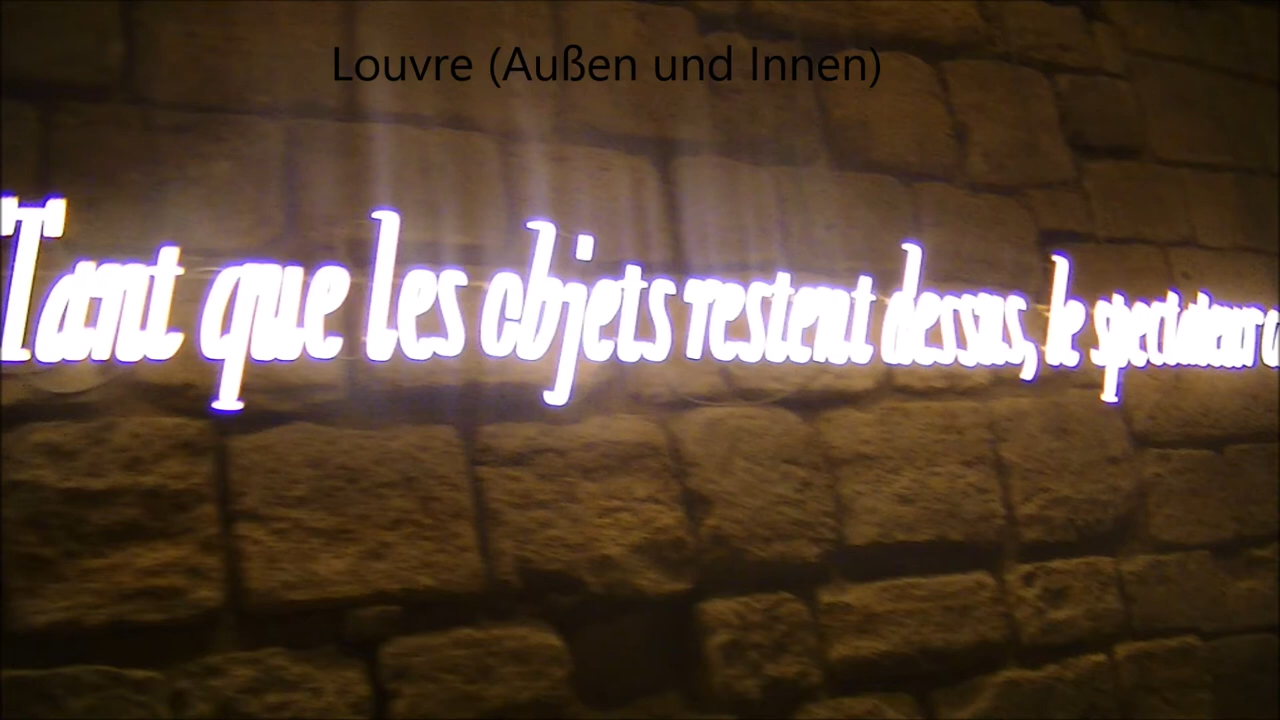 Louvre (Außen und Innen)
Tant que les objets restent dessus, le spectateur